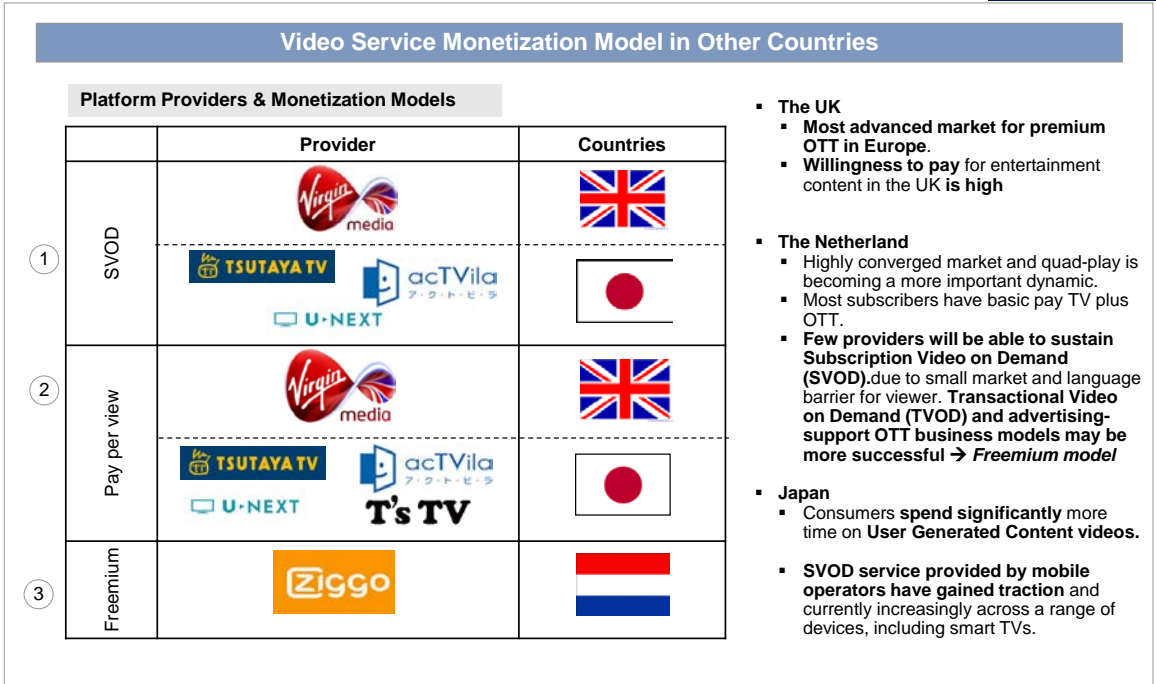 Video Service Monetization Model in Other Countries
Platform Providers & Monetization Models
Provider
Countries
1
SVOD
Virgin
media
TSUTAYA TV
acTVila
ア・ク・ト・ビ・ラ
U-NEXT
2
Pay per view
Virgin
media
TSUTAYA TV
acTVila
ア・ク・ト・ビ・ラ
U-NEXT
T's TV
3
Freemium
Ziggo
▪ The UK
▪ Most advanced market for premium
OTT in Europe.
▪ Willingness to pay for entertainment
content in the UK is high
▪ The Netherland
▪ Highly converged market and quad-play is
becoming a more important dynamic.
▪ Most subscribers have basic pay TV plus
OTT.
▪ Few providers will be able to sustain
Subscription Video on Demand
(SVOD).due to small market and language
barrier for viewer. Transactional Video
on Demand (TVOD) and advertising-
support OTT business models may be
more successful → Freemium model
▪ Japan
▪ Consumers spend significantly more
time on User Generated Content videos.
▪ SVOD service provided by mobile
operators have gained traction and
currently increasingly across a range of
devices, including smart TVs.